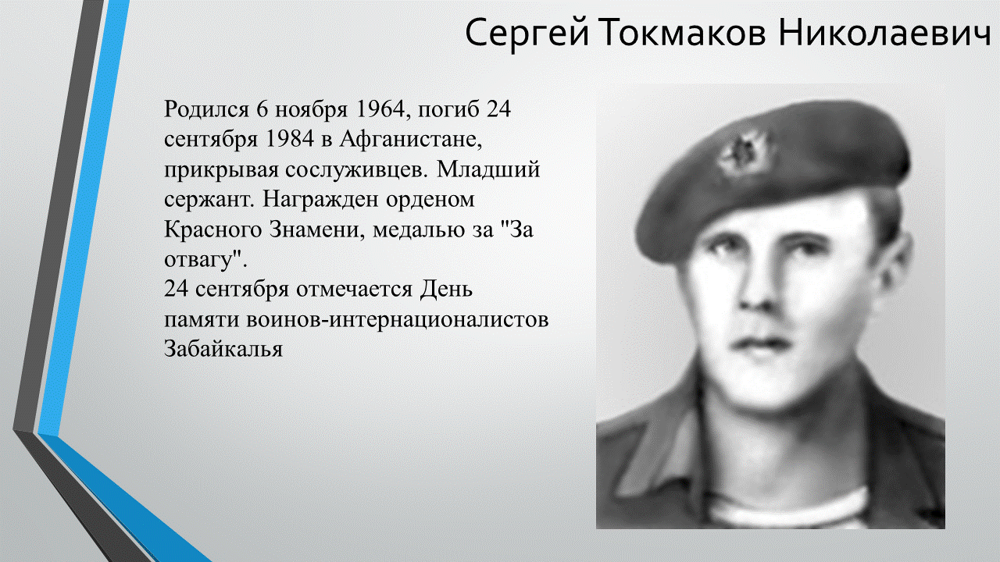 Сергей Токмаков Николаевич
Родился 6 ноября 1964, погиб 24
сентября 1984 в Афганистане,
прикрывая сослуживцев. Младший
сержант. Награжден орденом
Красного Знамени, медалью за "За
отвагу".
24 сентября отмечается День
памяти воинов-интернационалистов
Забайкалья